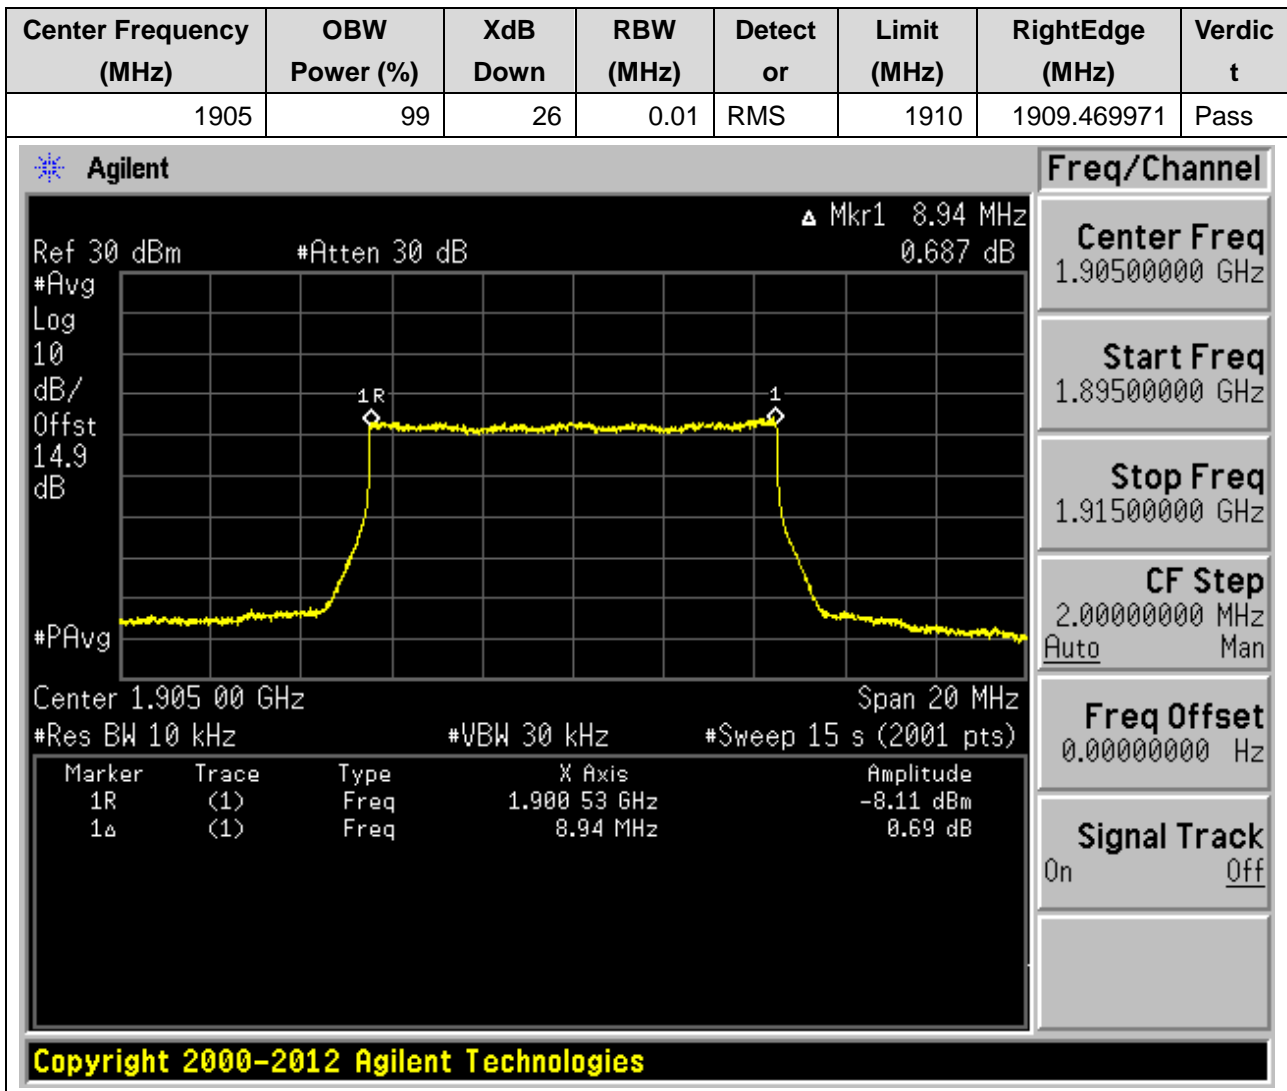 Center Frequency (MHz) OBW Power (%) XdB Down RBW (MHz) Detect or Limit (MHz) RightEdge (MHz) Verdic t
1905 99 26 0.01 RMS 1910 1909.469971 Pass
Agilent
Freq/Channel
Δ Mkr1 8.94 MHz
Ref 30 dBm #Atten 30 dB 0.687 dB
#Avg
Log
10
dB/
Offst
14.9
dB
1R
1
#PAvg
Center 1.905 00 GHz Span 20 MHz
#Res BW 10 kHz #VBW 30 kHz #Sweep 15 s (2001 pts)
Marker Trace Type X Axis Amplitude
1R (1) Freq 1.900 53 GHz -8.11 dBm
1Δ (1) Freq 8.94 MHz 0.69 dB
Center Freq
1.90500000 GHz
Start Freq
1.89500000 GHz
Stop Freq
1.91500000 GHz
CF Step
2.00000000 MHz
Auto Man
Freq Offset
0.00000000 Hz
Signal Track
On Off
Copyright 2000-2012 Agilent Technologies